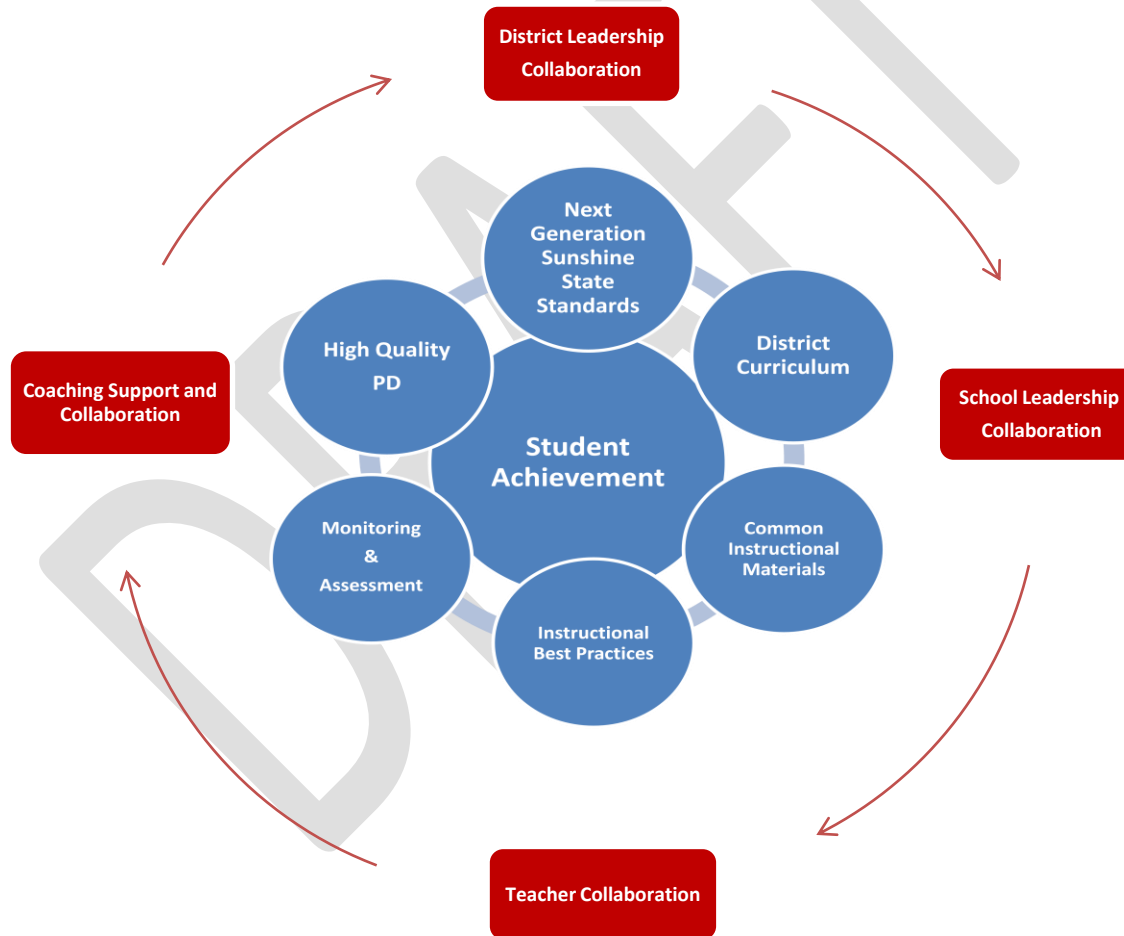 District Leadership
Collaboration
Next
Generation
Sunshine
State
Standards
High Quality
PD
District
Curriculum
Coaching Support and
Collaboration
School Leadership
Collaboration
Student
Achievement
Monitoring
&
Assessment
Common
Instructional
Materials
Instructional
Best Practices
Teacher Collaboration
DRAFT